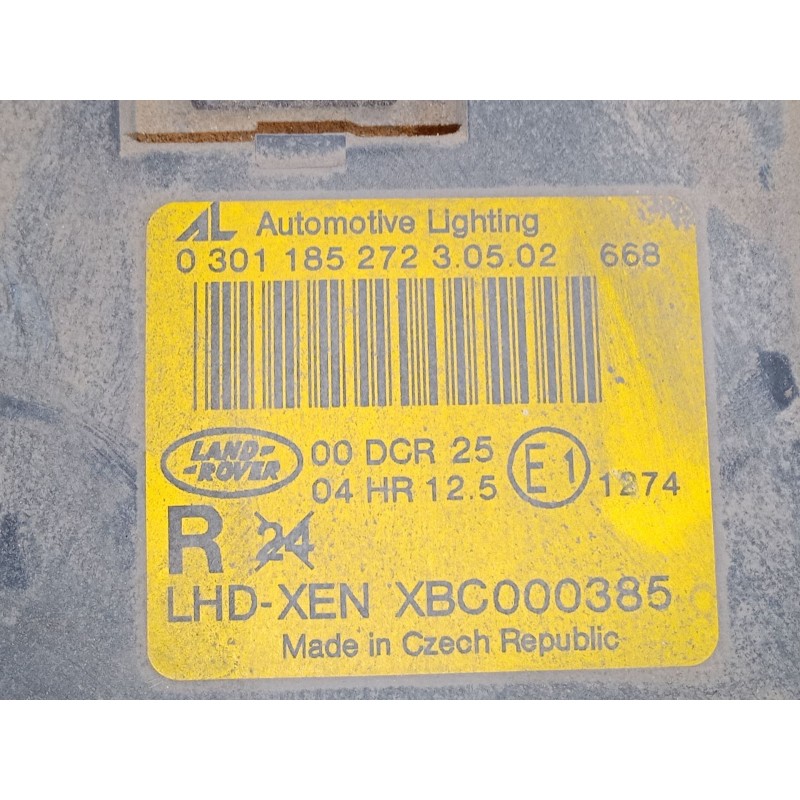 AL Automotive Lighting
0 301 185 272 3.05.02 668
LAND-
-ROVER
00 DCR 25
04 HR 12.5
E1
1274
R 24
LHD-XEN XBC000385
Made in Czech Republic